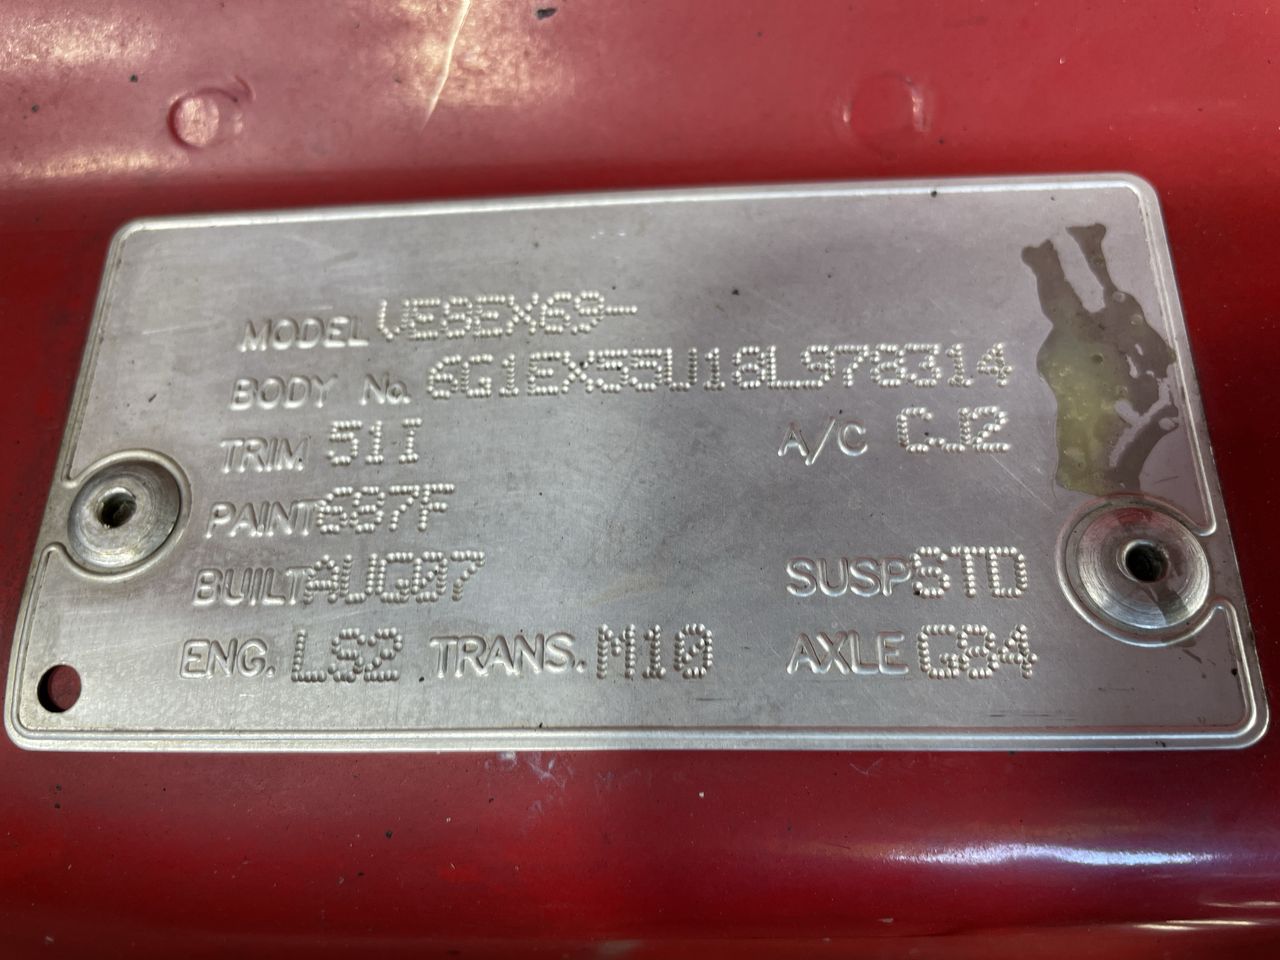 MODEL VE8EX69-
BODY No. 6G1EX55U18L978314
TRIM 51I A/C CJ2
PAINT 687F
BUILT AUG07 SUSP STD
ENG. LS2 TRANS. M10 AXLE G84